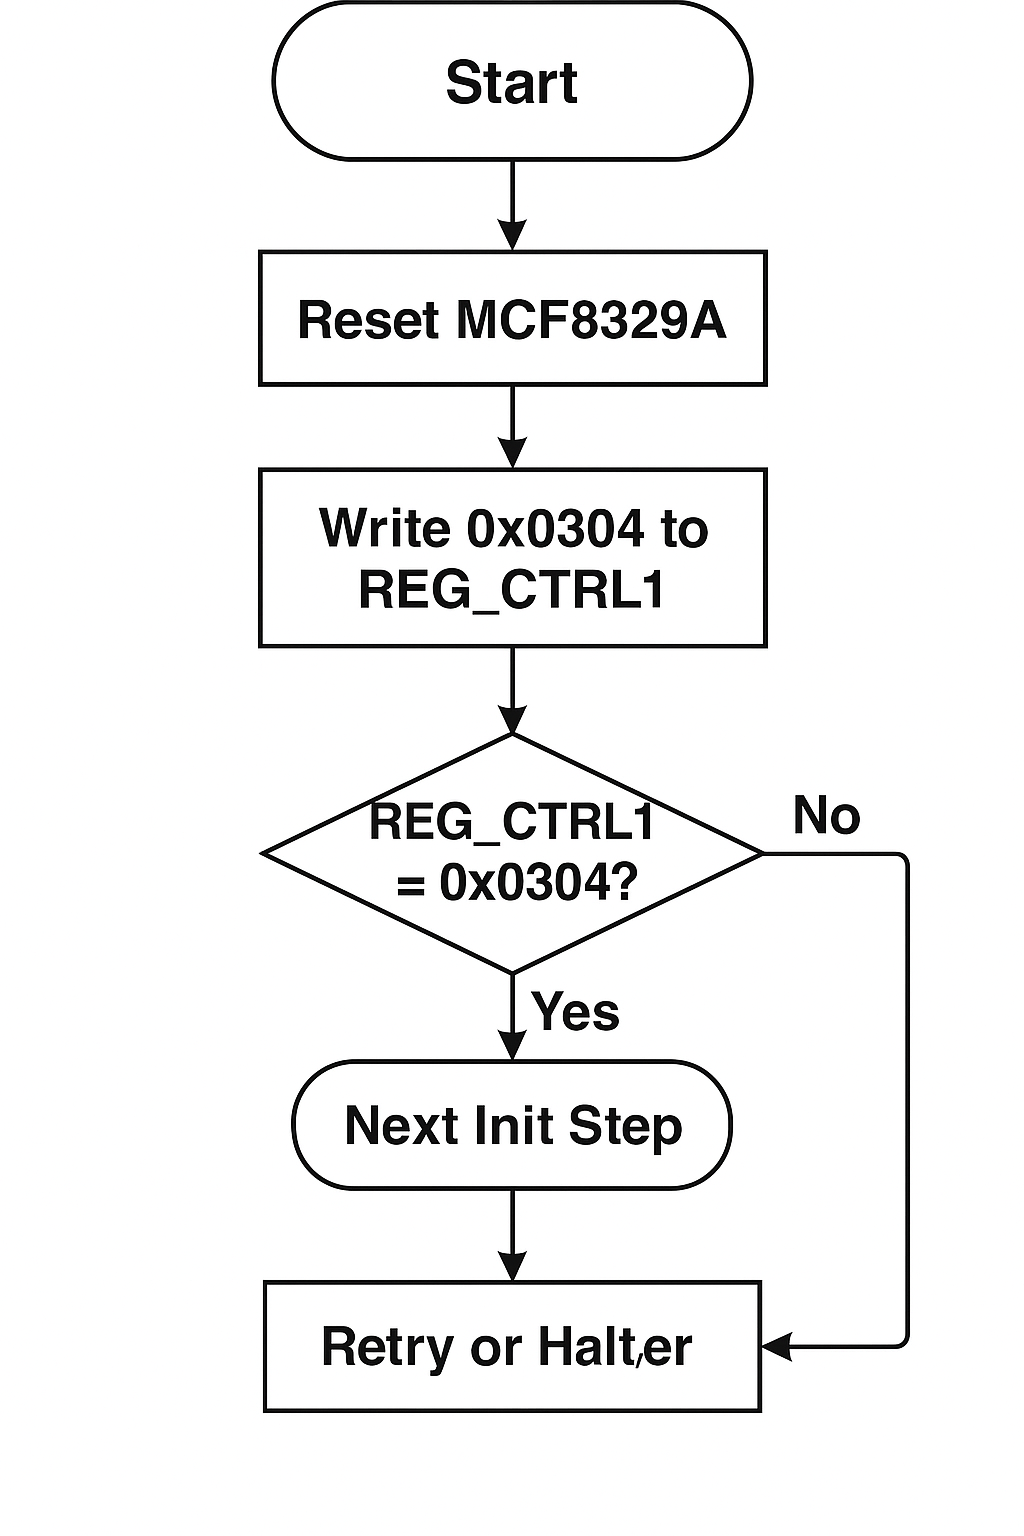 Start
Reset MCF8329A
Write 0x0304 to
REG_CTRL1
REG_CTRL1
= 0x0304?
No
Yes
Next Init Step
Retry or Halt,er